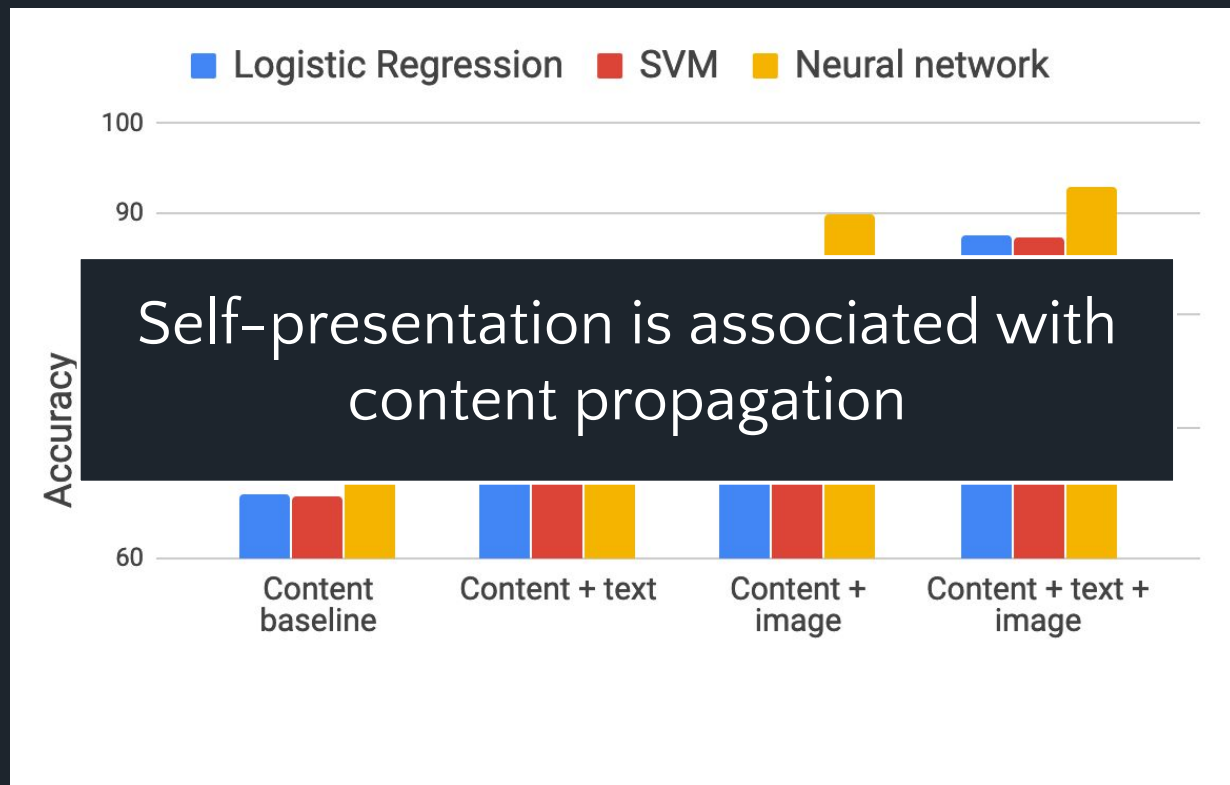 Logistic Regression SVM Neural network
100
90
Self-presentation is associated with
content propagation
Accuracy
60
Content
baseline
Content + text
Content +
image
Content + text +
image